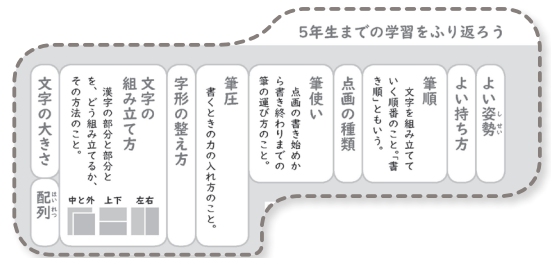 5年生までの学習をふり返ろう
よい姿勢
しせい
よい持ち方
筆順
文字を組み立てて
いく順番のこと。「書
き順」ともいう。
点画の種類
筆使い
点画の書き始めか
ら書き終わりまでの
筆の運び方のこと。
筆圧
書くときの力の入れ方のこと。
字形の整え方
文字の
組み立て方
漢字の部分と部分と
を、どう組み立てるか、
その方法のこと。
左右
上下
中と外
文字の大きさ
配列
はいれつ